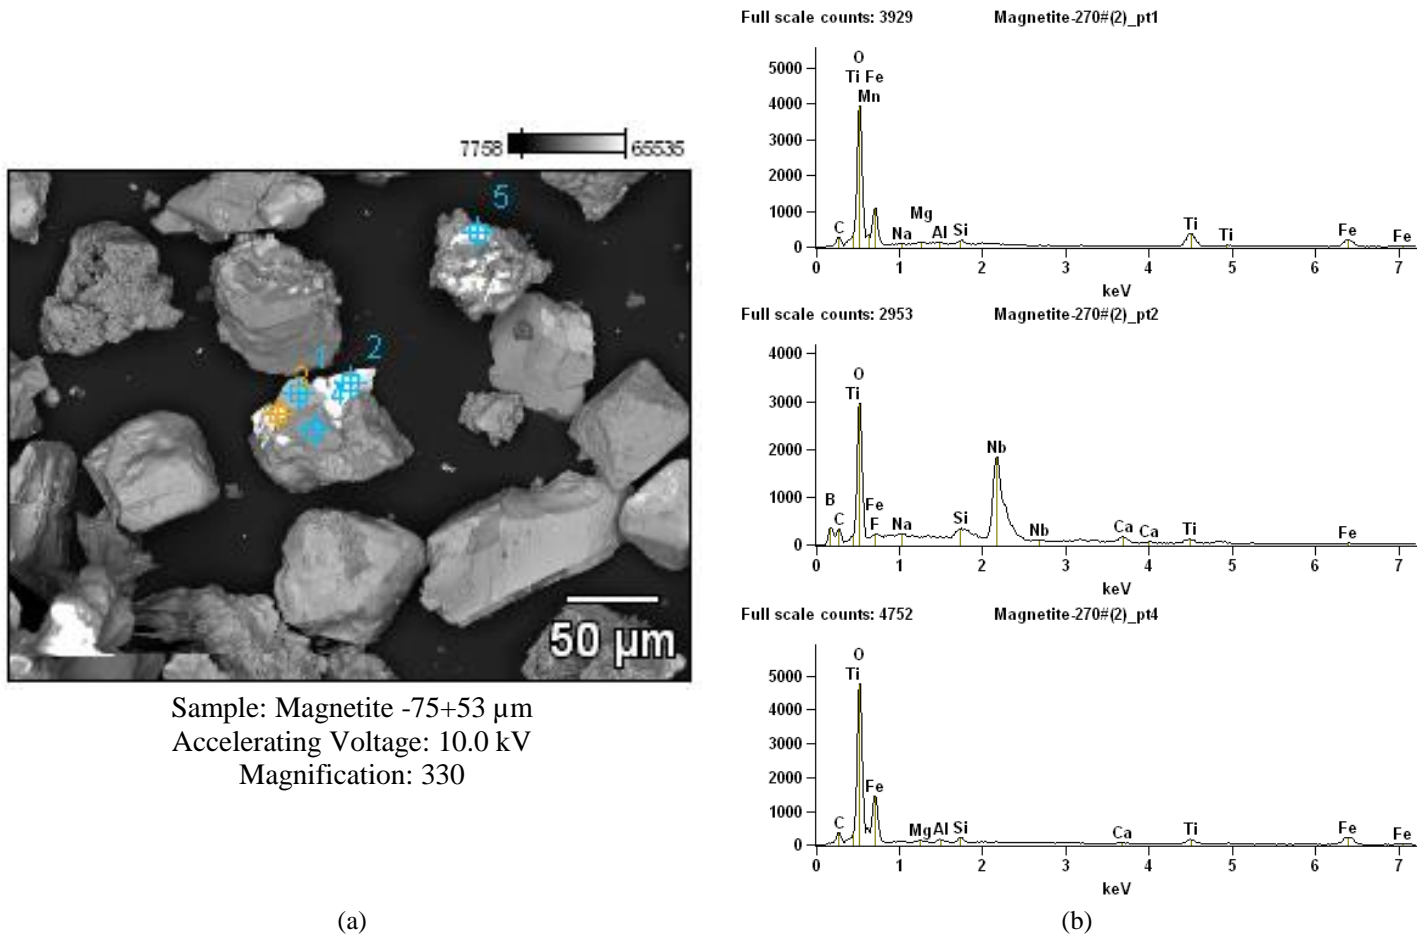 7758 65535
5
1 2
3
4
50 µm
Sample: Magnetite -75+53 µm
Accelerating Voltage: 10.0 kV
Magnification: 330
(a)
Full scale counts: 3929 Magnetite-270#(2)_pt1
5000
4000
3000
2000
1000
0
O
Ti Fe
Mn
C Na Mg Al Si Ti Ti Fe Fe
0 1 2 3 4 5 6 7
keV
Full scale counts: 2953 Magnetite-270#(2)_pt2
4000
3000
2000
1000
0
O
Ti
Nb
B C Fe F Na Si Nb Ca Ca Ti Fe
0 1 2 3 4 5 6 7
keV
Full scale counts: 4752 Magnetite-270#(2)_pt4
5000
4000
3000
2000
1000
0
O
Ti
Fe
C Mg Al Si Ca Ti Fe Fe
0 1 2 3 4 5 6 7
keV
(b)